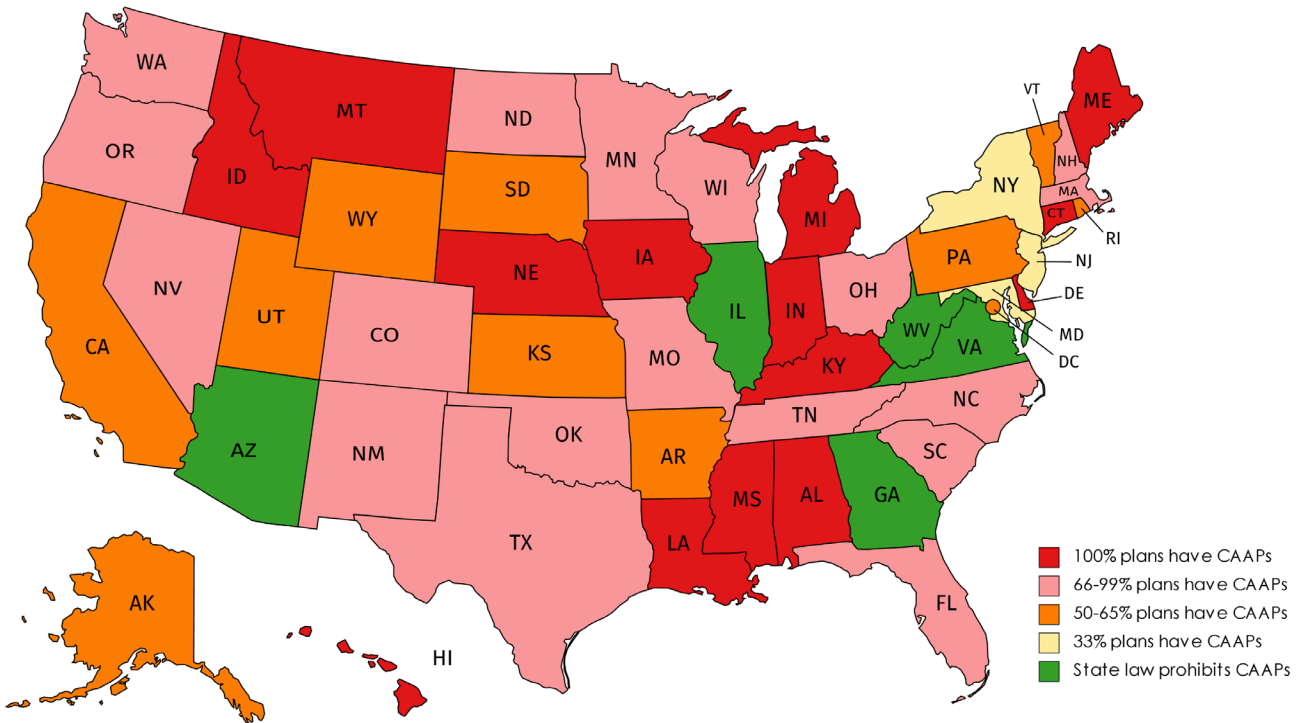 WA
OR
CA
NV
ID
MT
WY
UT
AZ
CO
NM
ND
SD
NE
KS
OK
TX
MN
IA
MO
AR
LA
WI
IL
MI
IN
OH
KY
TN
MS
AL
GA
FL
SC
NC
VA
WV
PA
NY
VT
NH
ME
MA
CT
RI
NJ
DE
MD
DC
AK
HI
100% plans have CAAPs
66-99% plans have CAAPs
50-65% plans have CAAPs
33% plans have CAAPs
State law prohibits CAAPs